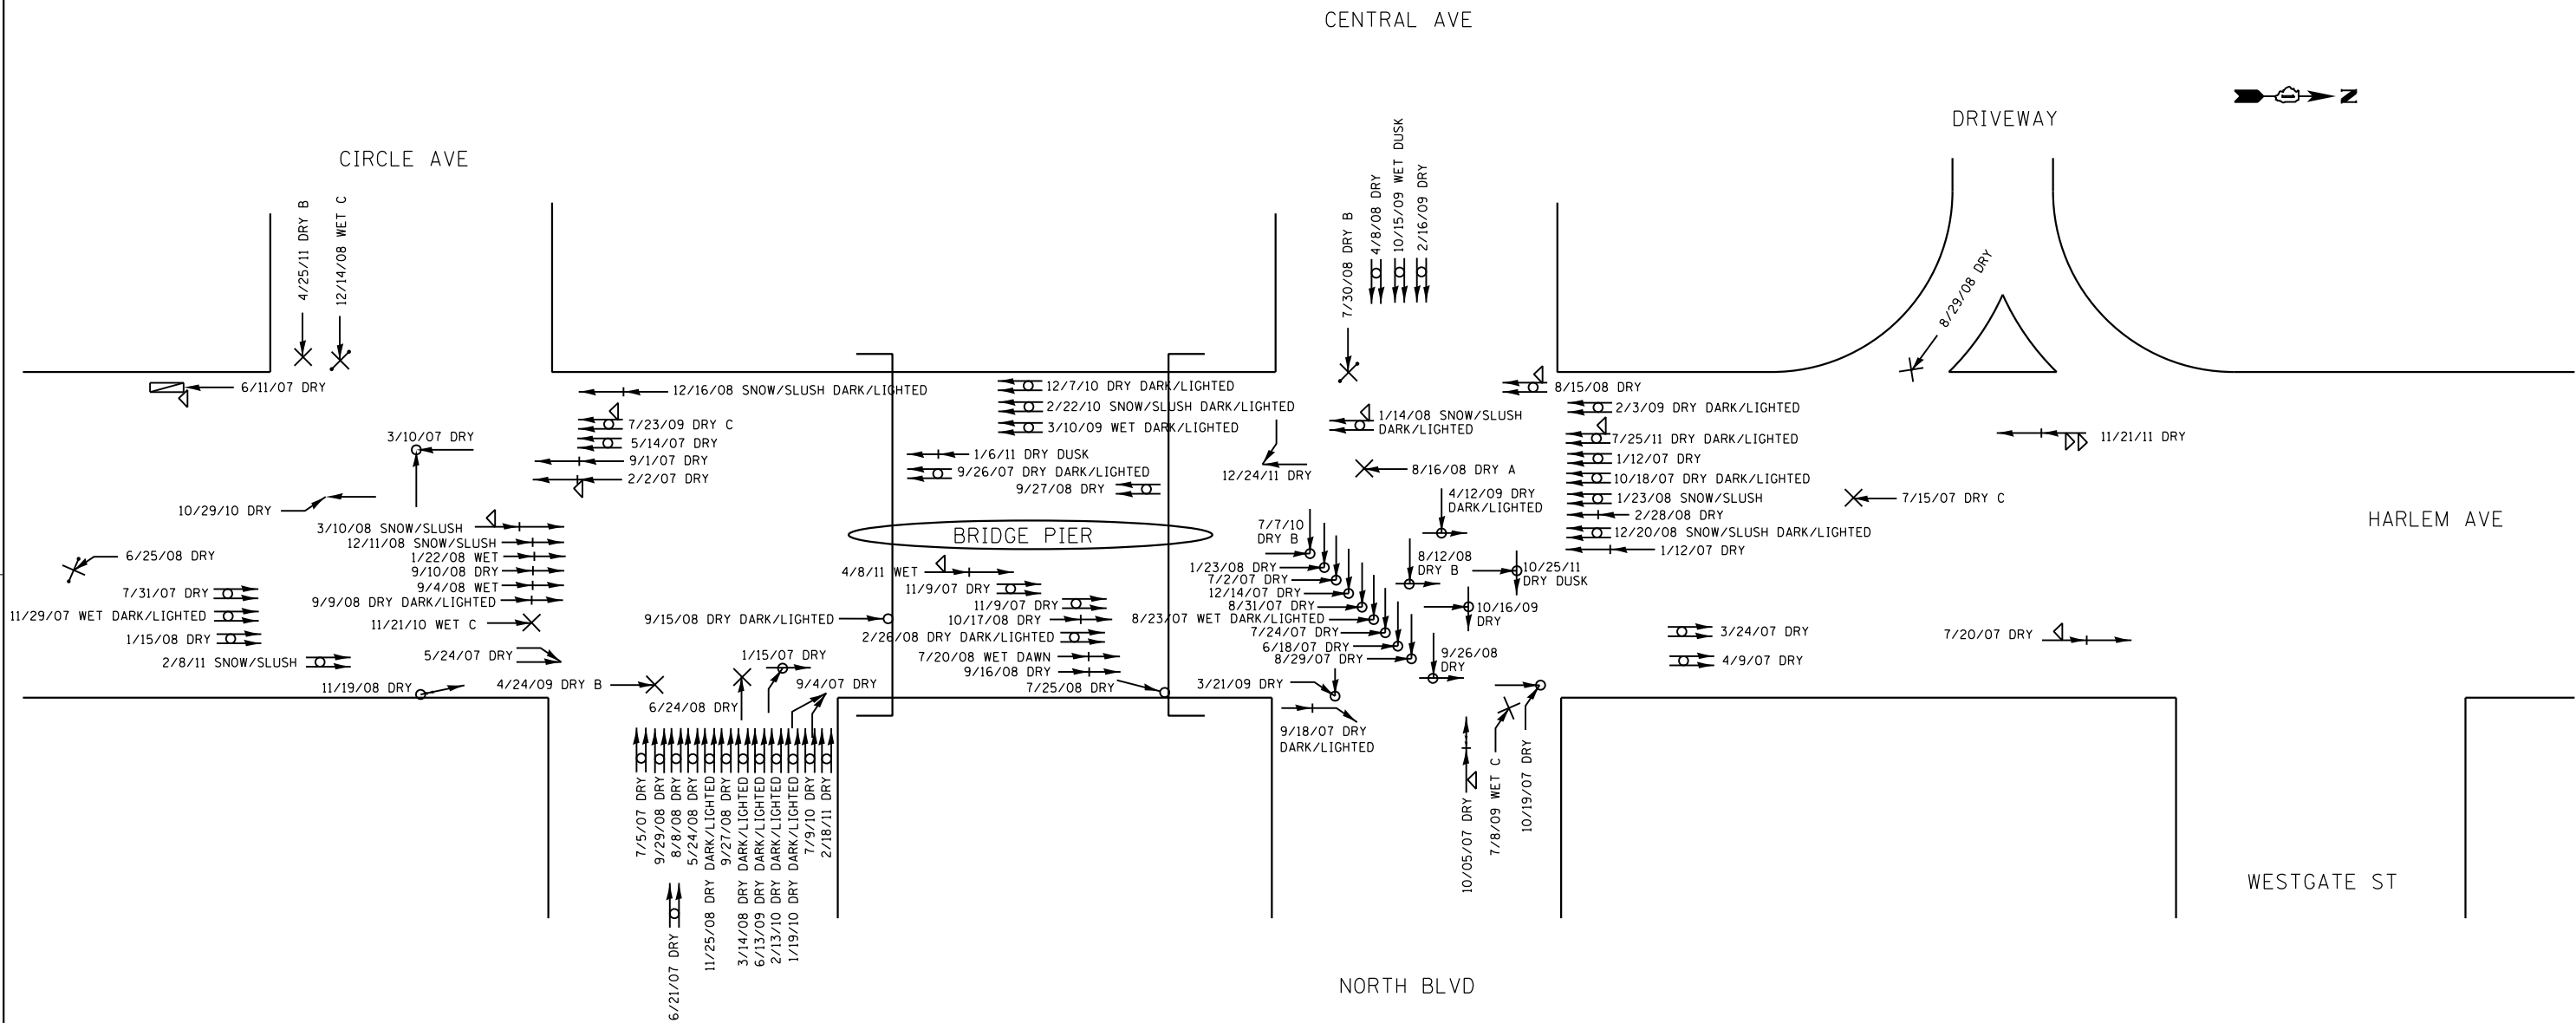 CENTRAL AVE
N
DRIVEWAY
CIRCLE AVE
4/25/11 DRY B
12/14/08 WET C
7/30/08 DRY B
4/8/08 DRY
10/15/09 WET DUSK
2/16/09 DRY
8/29/08 DRY
6/11/07 DRY
12/16/08 SNOW/SLUSH DARK/LIGHTED
7/23/09 DRY C
5/14/07 DRY
9/1/07 DRY
2/2/07 DRY
3/10/07 DRY
10/29/10 DRY
12/7/10 DRY DARK/LIGHTED
2/22/10 SNOW/SLUSH DARK/LIGHTED
3/10/09 WET DARK/LIGHTED
1/6/11 DRY DUSK
9/26/07 DRY DARK/LIGHTED
9/27/08 DRY
1/14/08 SNOW/SLUSH
DARK/LIGHTED
12/24/11 DRY
8/16/08 DRY A
8/15/08 DRY
2/3/09 DRY DARK/LIGHTED
7/25/11 DRY DARK/LIGHTED
1/12/07 DRY
10/18/07 DRY DARK/LIGHTED
1/23/08 SNOW/SLUSH
2/28/08 DRY
12/20/08 SNOW/SLUSH DARK/LIGHTED
1/12/07 DRY
11/21/11 DRY
7/15/07 DRY C
HARLEM AVE
3/10/08 SNOW/SLUSH
12/11/08 SNOW/SLUSH
1/22/08 WET
9/10/08 DRY
9/4/08 WET
9/9/08 DRY DARK/LIGHTED
11/21/10 WET C
5/24/07 DRY
6/25/08 DRY
7/31/07 DRY
11/29/07 WET DARK/LIGHTED
1/15/08 DRY
2/8/11 SNOW/SLUSH
11/19/08 DRY
4/24/09 DRY B
6/24/08 DRY
1/15/07 DRY
9/4/07 DRY
BRIDGE PIER
4/8/11 WET
11/9/07 DRY
11/9/07 DRY
9/15/08 DRY DARK/LIGHTED
10/17/08 DRY
2/26/08 DRY DARK/LIGHTED
7/20/08 WET DAWN
9/16/08 DRY
7/25/08 DRY
4/12/09 DRY
DARK/LIGHTED
7/7/10
DRY B
8/12/08
DRY B
1/23/08 DRY
7/2/07 DRY
12/14/07 DRY
8/31/07 DRY
8/23/07 WET DARK/LIGHTED
7/24/07 DRY
6/18/07 DRY
8/29/07 DRY
10/25/11
DRY DUSK
10/16/09
DRY
9/26/08
DRY
3/21/09 DRY
9/18/07 DRY
DARK/LIGHTED
3/24/07 DRY
4/9/07 DRY
7/20/07 DRY
7/5/07 DRY
9/29/08 DRY
8/8/08 DRY
5/24/08 DRY
11/25/08 DRY DARK/LIGHTED
9/27/08 DRY
3/14/08 DRY DARK/LIGHTED
6/13/09 DRY DARK/LIGHTED
2/13/10 DRY DARK/LIGHTED
1/19/10 DRY DARK/LIGHTED
7/9/10 DRY
2/18/11 DRY
6/21/07 DRY
10/05/07 DRY
7/8/09 WET C
10/19/07 DRY
WESTGATE ST
NORTH BLVD